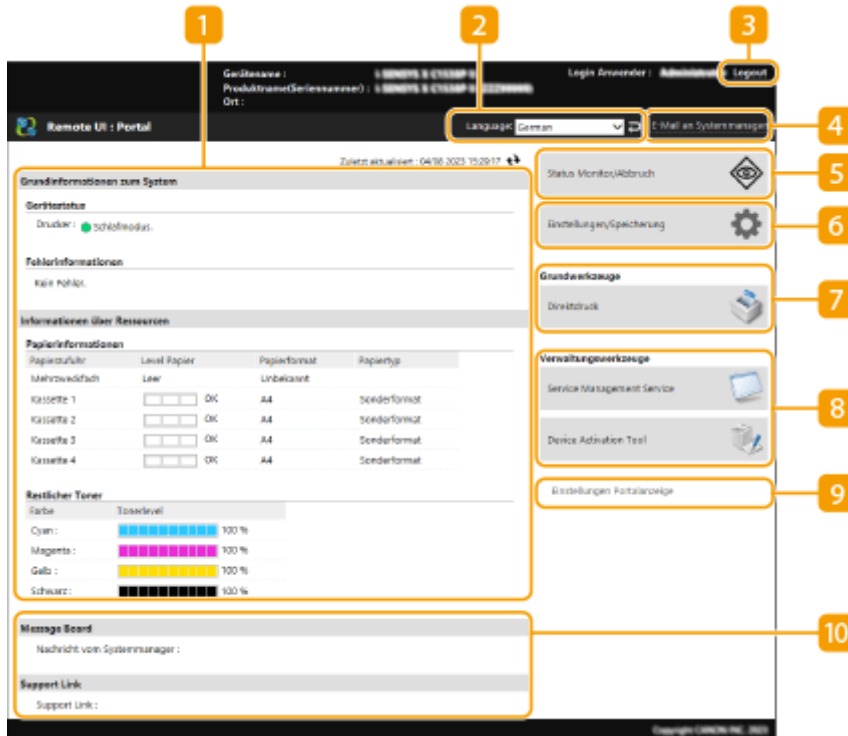 1
2
3
Gerätename :
Produktname(Seriennummer) :
Ort :
Login Anwender : Logout
Remote UI : Portal
Language: German
E-Mail an Systemmanager
4
Zuletzt aktualisiert : 04/08 2023 15:29:17
Grundinformationen zum System
Gerätestatus
Drucker : Schlafmodus.
Fehlerinformationen
Kein Fehler.
Informationen über Ressourcen
Papierinformationen
Papierzufuhr Level Papier Papierformat Papiertyp
Mehrzweckfach Leer Unbekannt
Kassette 1 OK A4 Sonderformat
Kassette 2 OK A4 Sonderformat
Kassette 3 OK A4 Sonderformat
Kassette 4 OK A4 Sonderformat
Restlicher Toner
Farbe Tonerlevel
Cyan : 100 %
Magenta : 100 %
Gelb : 100 %
Schwarz : 100 %
Message Board
Nachricht vom Systemmanager :
Support Link
Support Link :
Status Monitor/Abbruch
5
Einstellungen/Speicherung
6
Grundwerkzeuge
Direktdruck
7
Verwaltungswerkzeuge
Service Management Service
Device Activation Tool
8
Einstellungen Portalanzeige
9
10
Copyright CANON INC. 2023